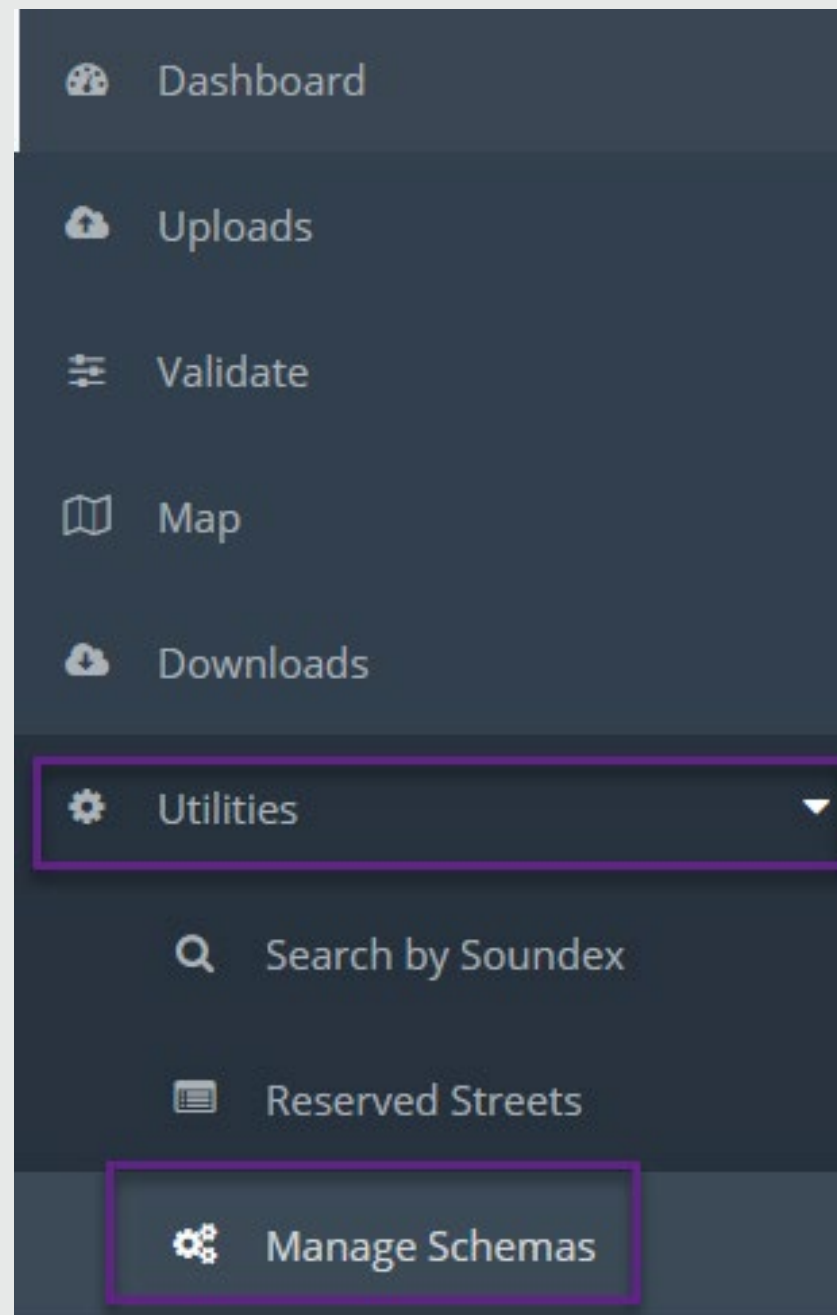 Dashboard
Uploads
Validate
Map
Downloads
Utilities
Search by Soundex
Reserved Streets
Manage Schemas